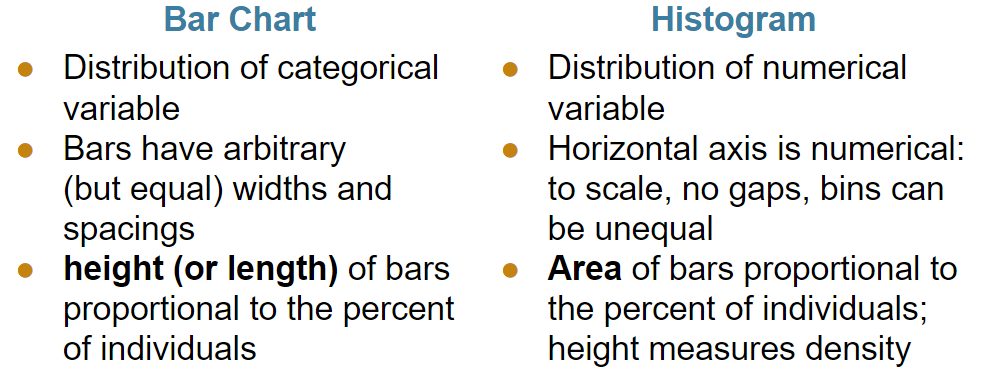 Bar Chart
● Distribution of categorical
variable
● Bars have arbitrary
(but equal) widths and
spacings
● height (or length) of bars
proportional to the percent
of individuals
Histogram
● Distribution of numerical
variable
● Horizontal axis is numerical:
to scale, no gaps, bins can
be unequal
● Area of bars proportional to
the percent of individuals;
height measures density